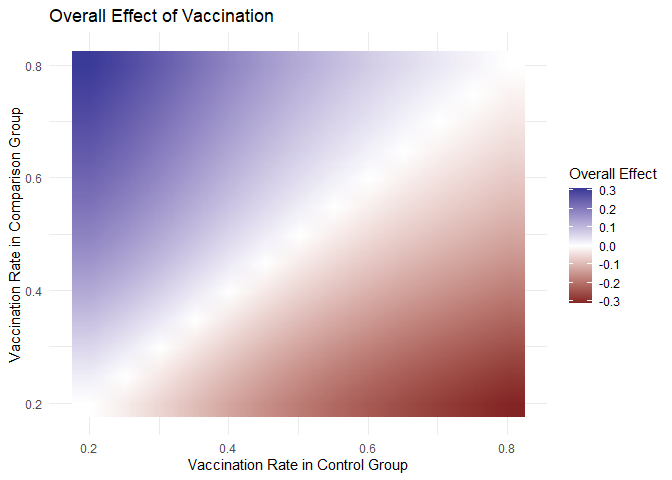 Overall Effect of Vaccination
Vaccination Rate in Comparison Group
0.8
0.6
0.4
0.2
0.2 0.4 0.6 0.8
Vaccination Rate in Control Group
Overall Effect
0.3
0.2
0.1
0.0
-0.1
-0.2
-0.3